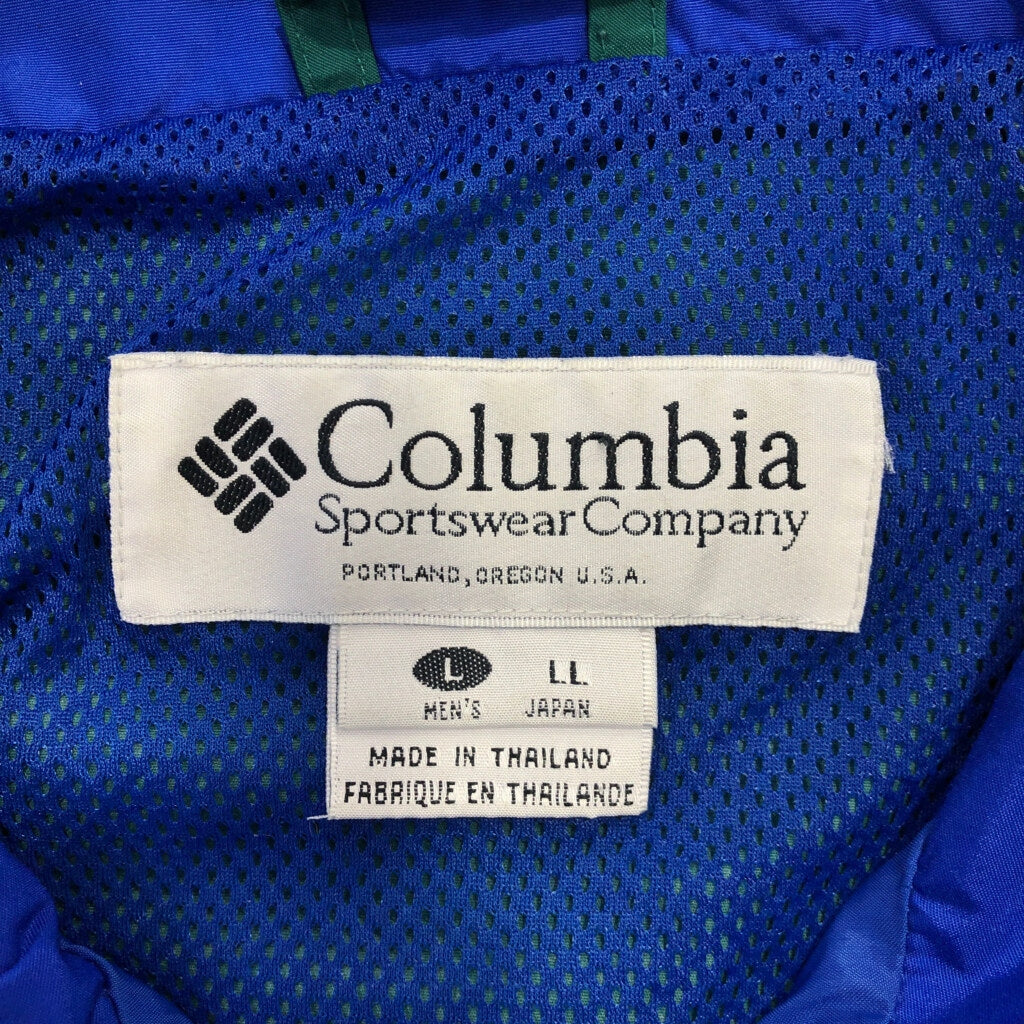 Columbia
Sportswear Company
PORTLAND, OREGON U.S.A.
L LL
MEN'S JAPAN
MADE IN THAILAND
FABRIQUE EN THAILANDE